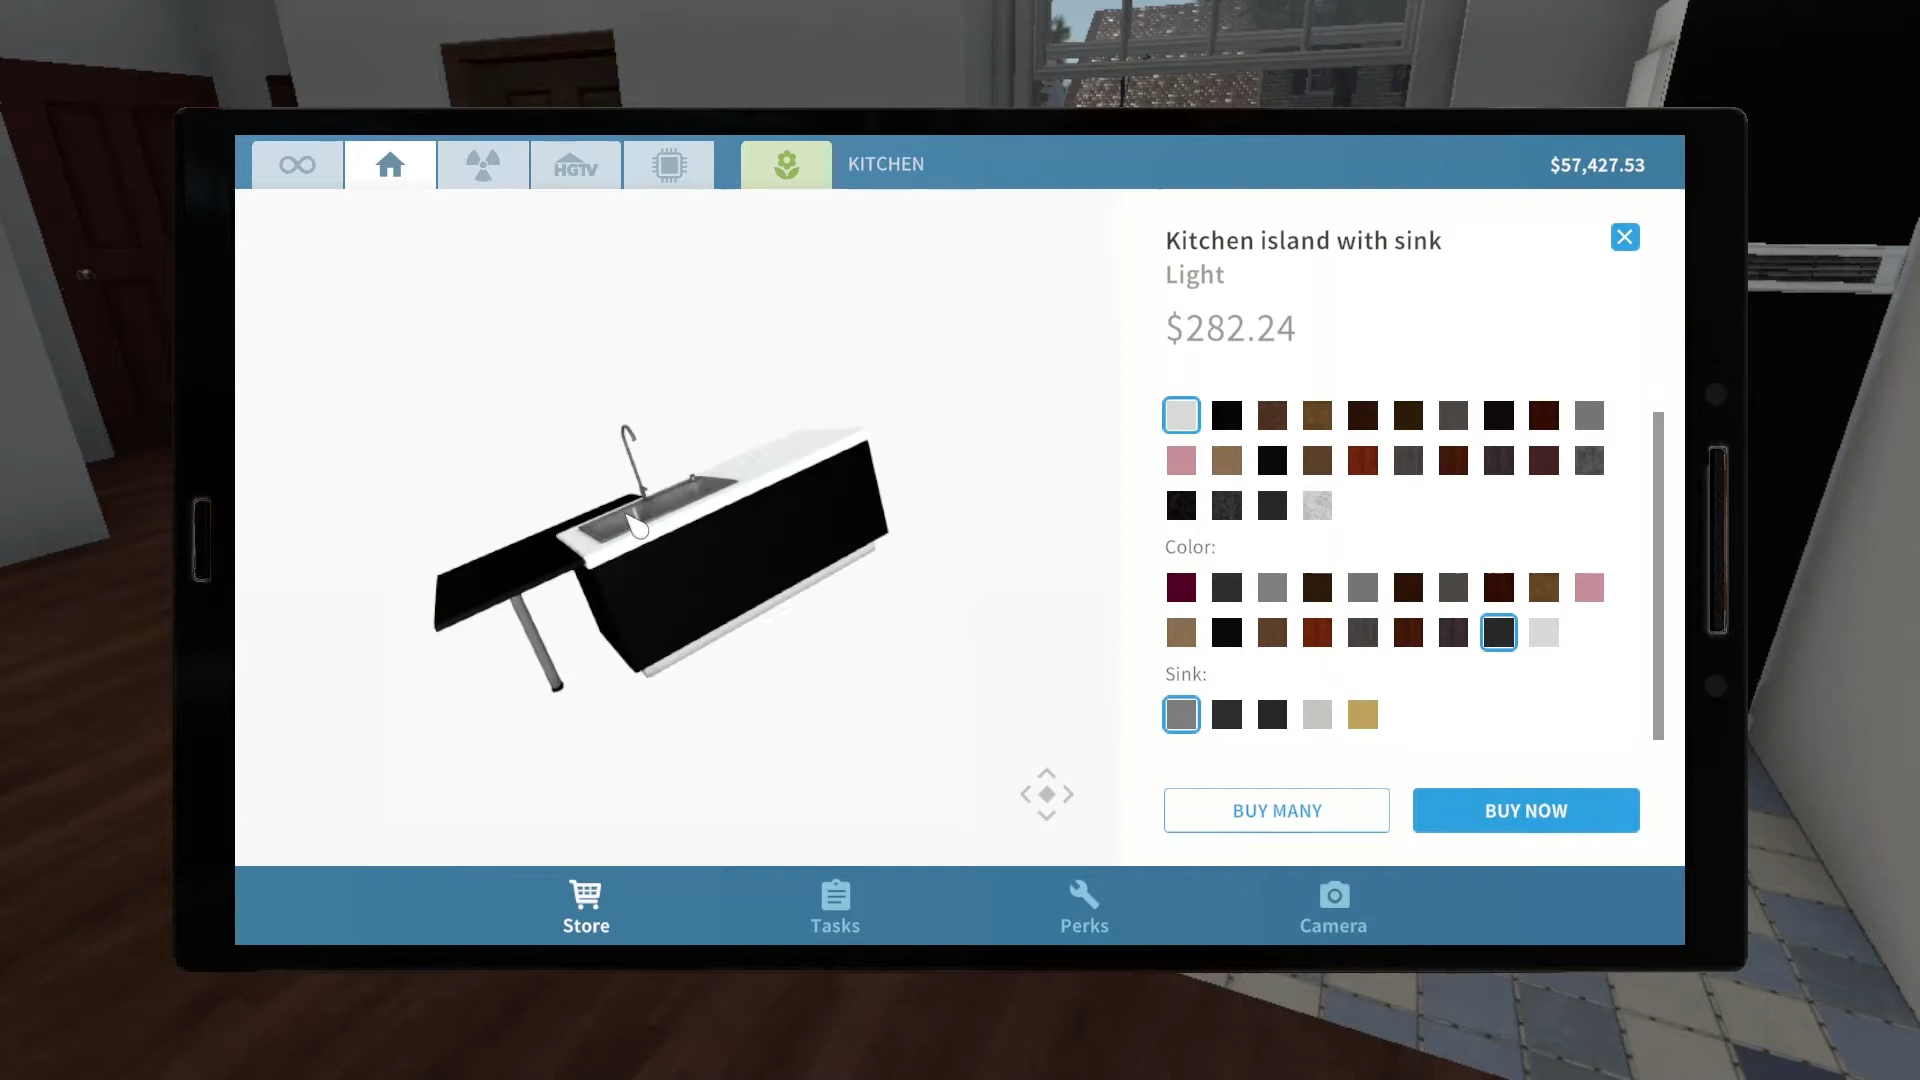 HGTV
KITCHEN
$57,427.53
Kitchen island with sink
Light
$282.24
Color:
Sink:
BUY MANY
BUY NOW
Store
Tasks
Perks
Camera